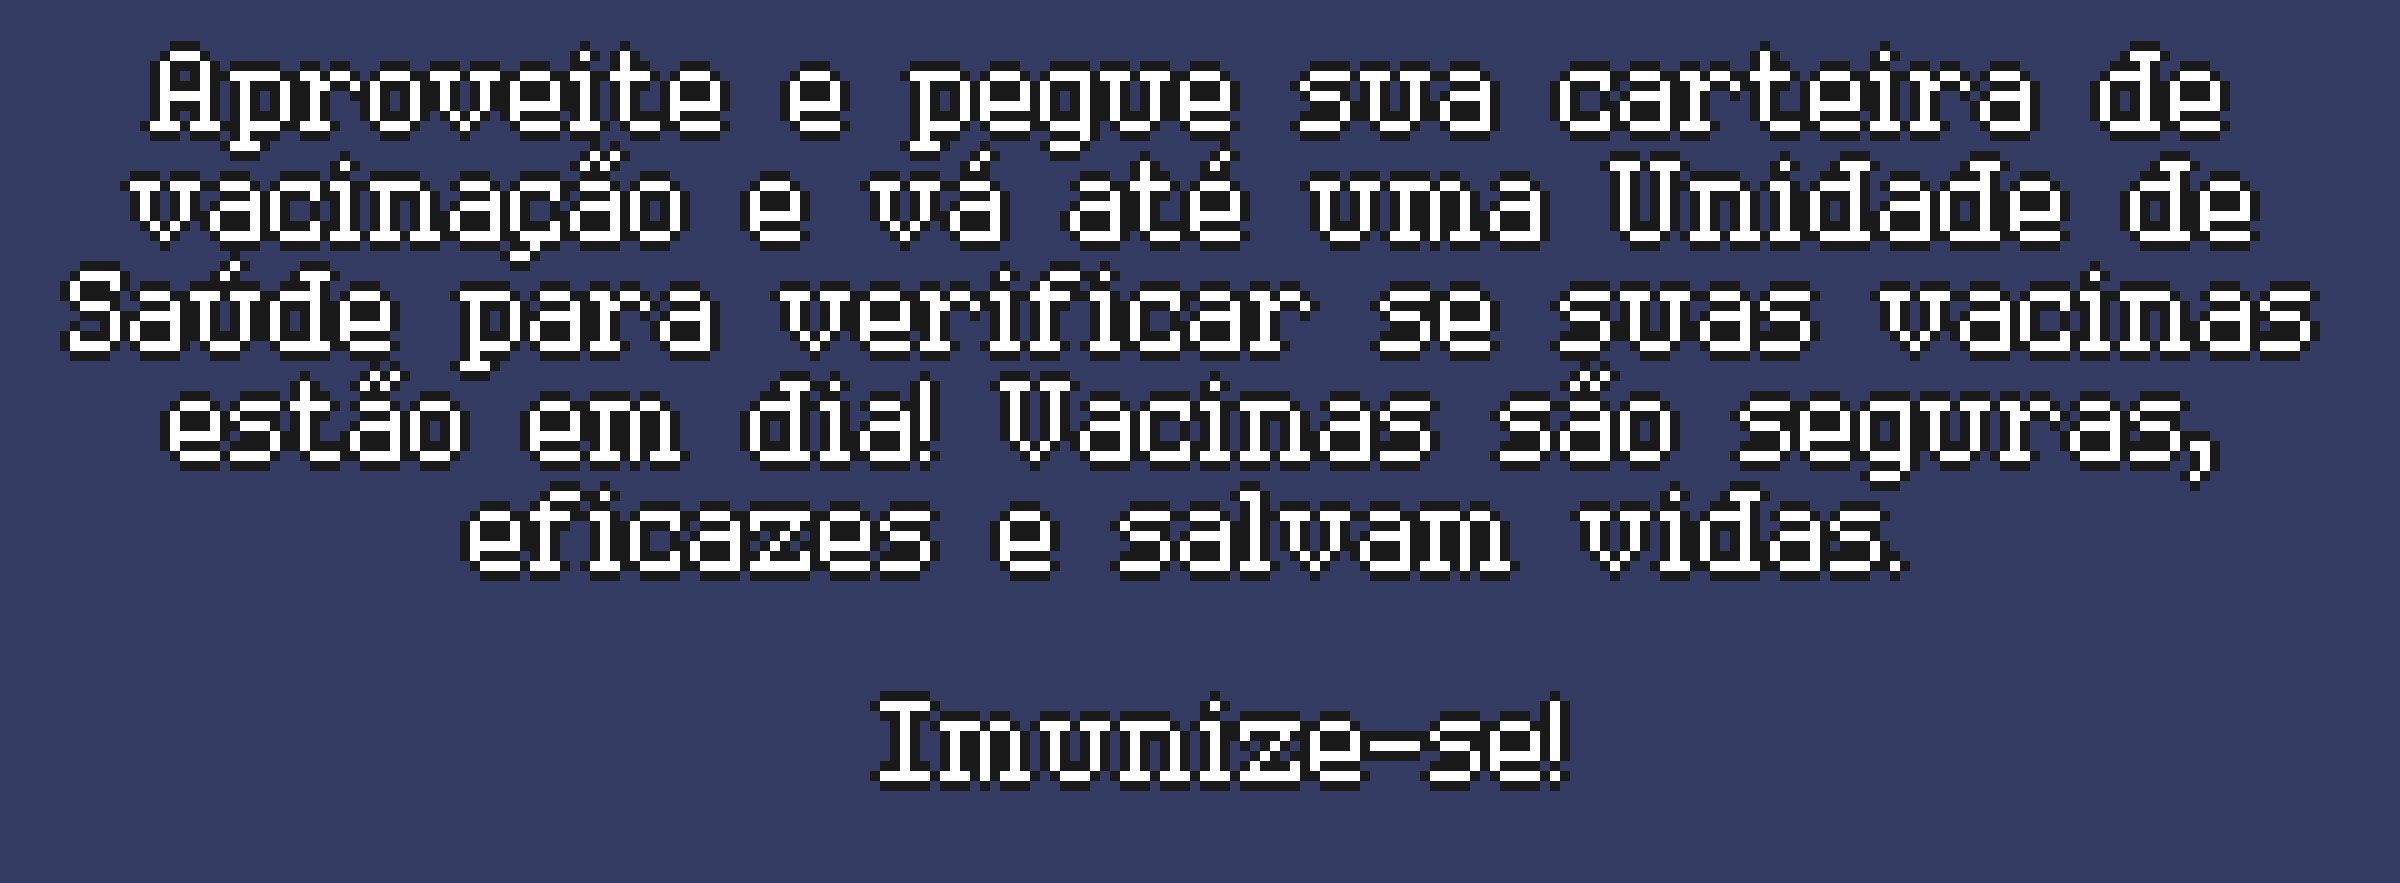 Aproveite e pegue sua carteira de
vacinação e vá até uma Unidade de
Saúde para verificar se suas vacinas
estão em dia! Vacinas são seguras,
eficazes e salvam vidas.
Imunize-se!